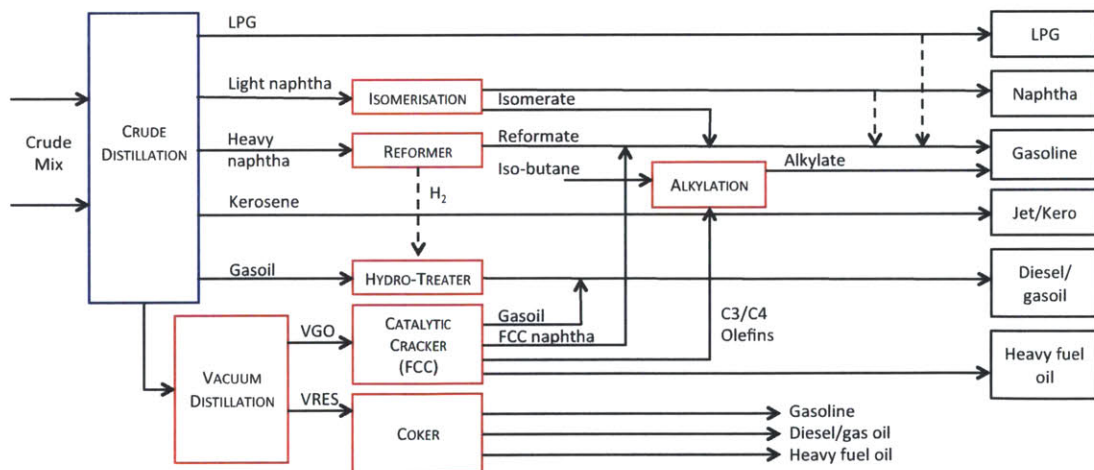 LPG
LPG
Light naphtha
ISOMERISATION
Isomerate
Naphtha
CRUDE
DISTILLATION
Crude
Mix
Heavy
naphtha
REFORMER
Reformate
Iso-butane
Alkylate
ALKYLATION
Gasoline
H2
Kerosene
Jet/Kero
Gasoil
HYDRO-TREATER
Diesel/
gasoil
VGO
CATALYTIC
CRACKER
(FCC)
Gasoil
FCC naphtha
C3/C4
Olefins
Heavy fuel
oil
VACUUM
DISTILLATION
VRES
COKER
Gasoline
Diesel/gas oil
Heavy fuel oil